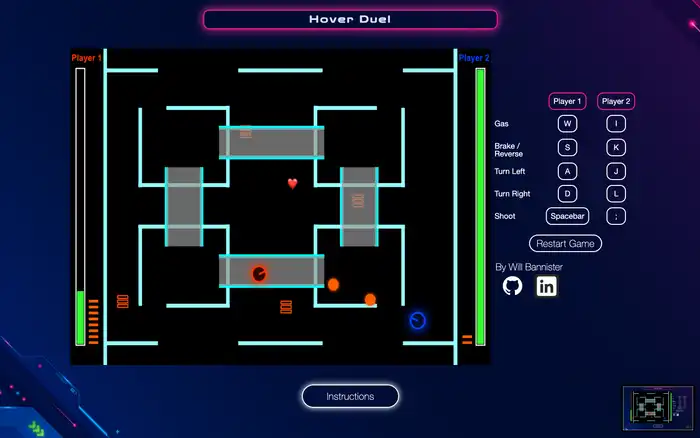 Hover Duel
Player 1
Player 2
Player 1 Player 2
Gas W I
Brake /
Reverse S K
Turn Left A J
Turn Right D L
Shoot Spacebar ;
Restart Game
By Will Bannister
in
Instructions